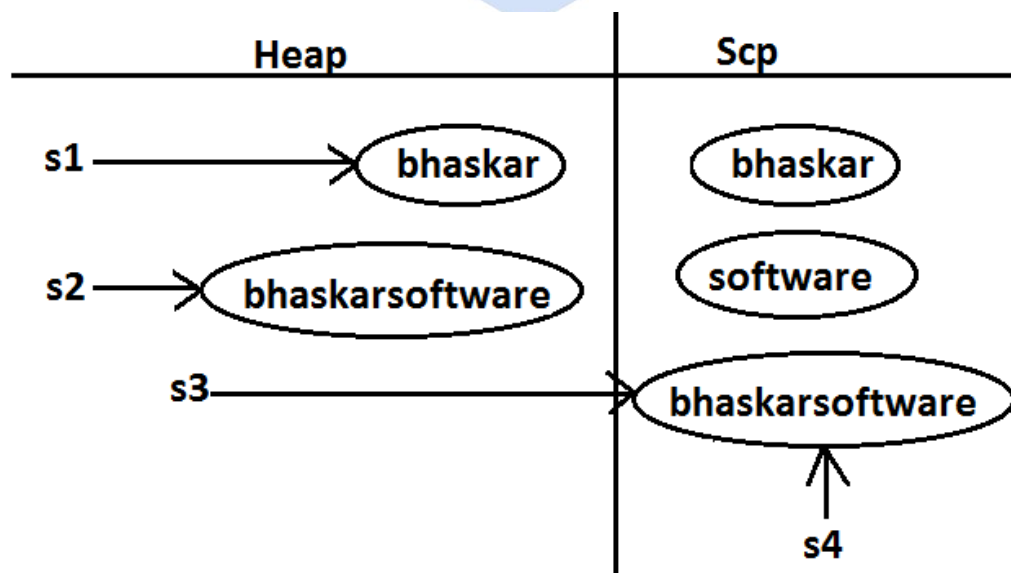 Heap Scp
s1 bhaskar bhaskar
s2 bhaskarsoftware software
s3 bhaskarsoftware
s4